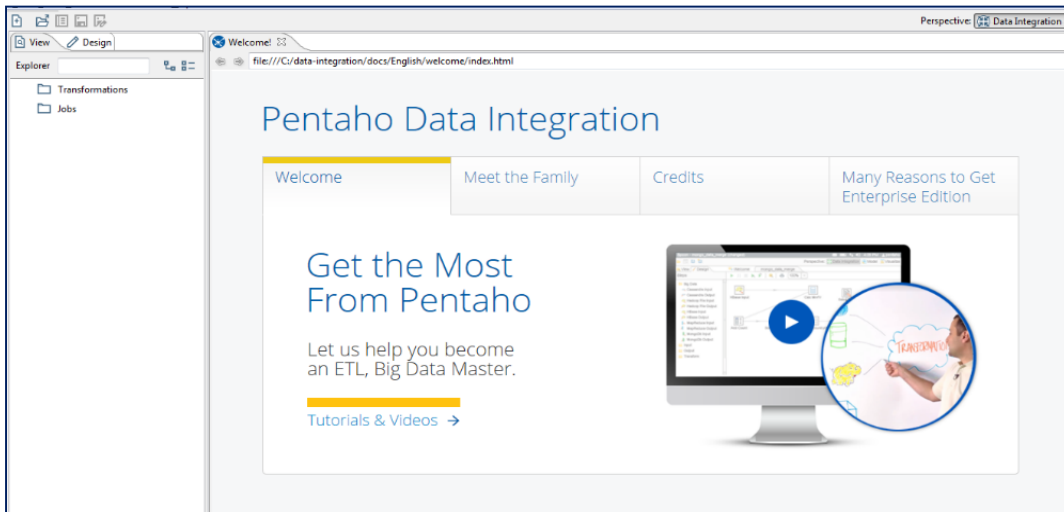 Perspective: Data Integration
View
Design
Welcome!
Explorer
file:///C:/data-integration/docs/English/welcome/index.html
Transformations
Jobs
Pentaho Data Integration
Welcome
Meet the Family
Credits
Many Reasons to Get
Enterprise Edition
Get the Most
From Pentaho
Let us help you become
an ETL, Big Data Master.
Tutorials & Videos →
TRANSFORMATION